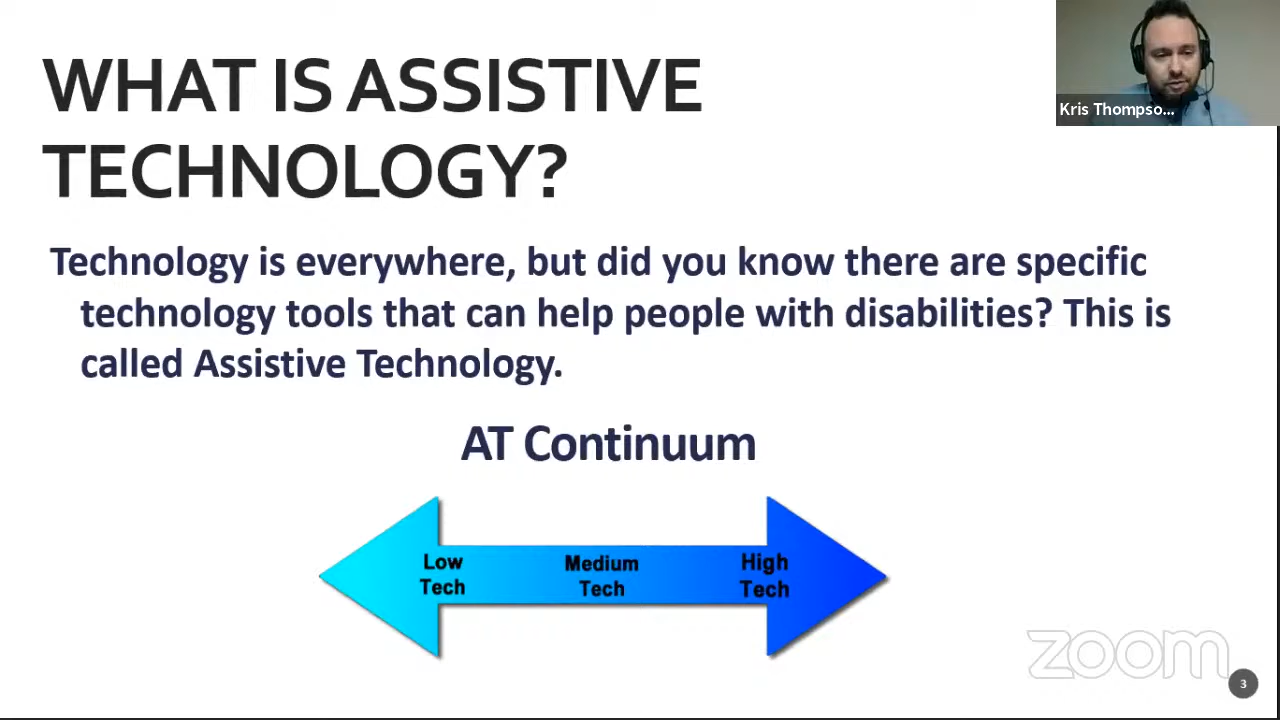 WHAT IS ASSISTIVE
TECHNOLOGY?
Kris Thompso...
Technology is everywhere, but did you know there are specific
technology tools that can help people with disabilities? This is
called Assistive Technology.
AT Continuum
Low
Tech
Medium
Tech
High
Tech
zoom
3